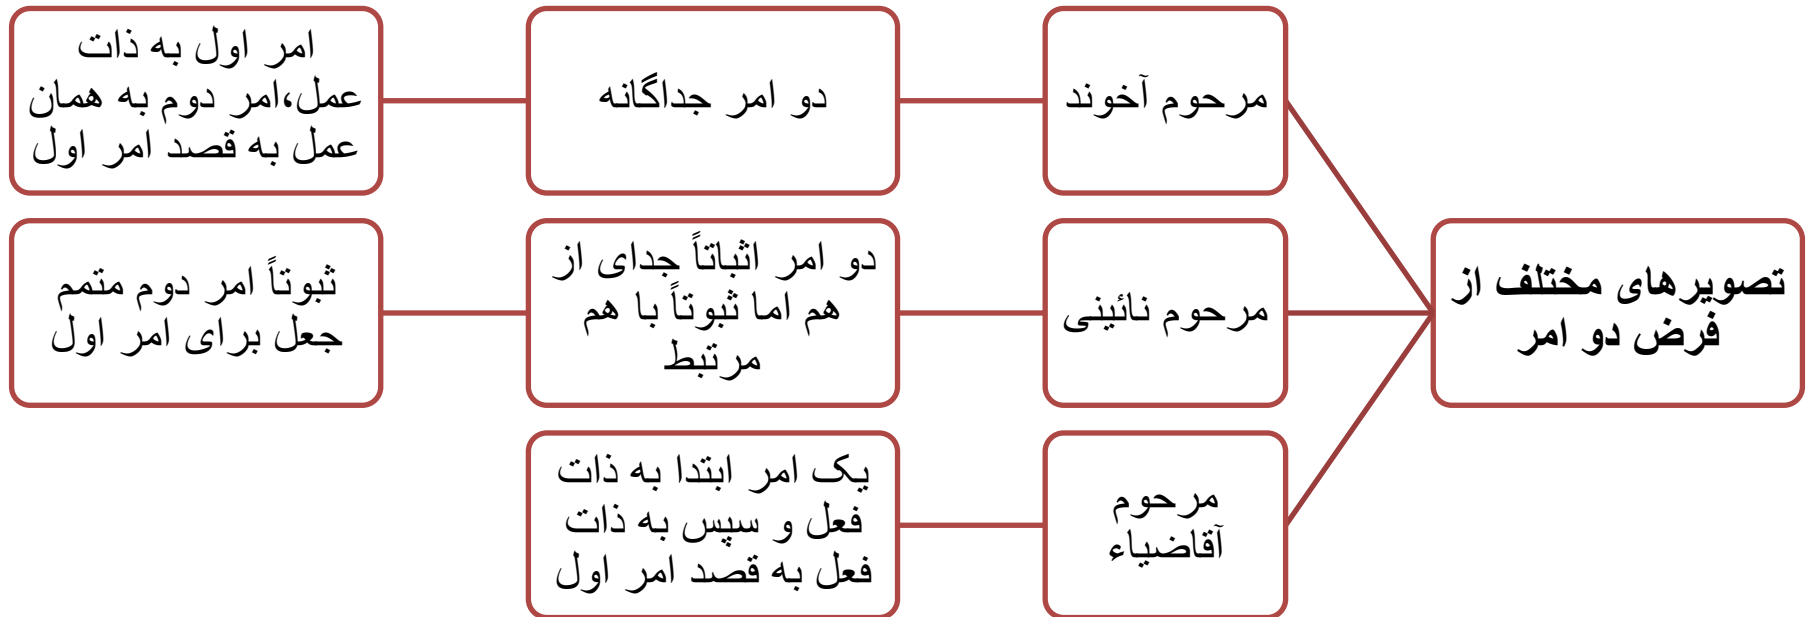 تصویرهای مختلف از
فرض دو امر
مرحوم آخوند
دو امر جداگانه
امر اول به ذات
عمل،امر دوم به همان
عمل به قصد امر اول
مرحوم نائینی
دو امر اثباتاً جدای از
هم اما ثبوتاً با هم
مرتبط
ثبوتاً امر دوم متمم
جعل برای امر اول
مرحوم
آقاضیاء
یک امر ابتدا به ذات
فعل و سپس به ذات
فعل به قصد امر اول